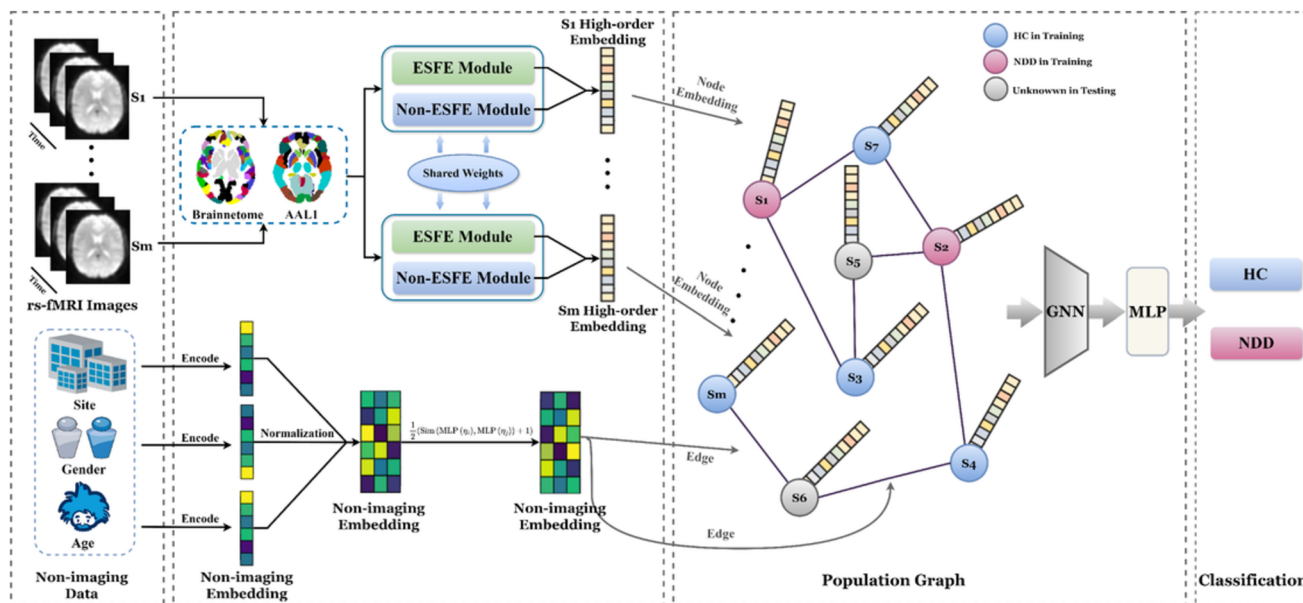 S1
Time
Sm
Time
rs-fMRI Images
Site
Gender
Age
Non-imaging
Data
Brainnetome
AAL1
ESFE Module
Non-ESFE Module
Shared Weights
ESFE Module
Non-ESFE Module
S1 High-order
Embedding
Sm High-order
Embedding
Encode
Encode
Encode
Normalization
Non-imaging
Embedding
Non-imaging
Embedding
1/2 (Sim (MLP (η_i), MLP (η_j)) + 1)
Non-imaging
Embedding
Node
Embedding
Node
Embedding
Edge
Edge
HC in Training
NDD in Training
Unknowwn in Testing
S7
S1
S2
S5
S3
Sm
S4
S6
Population Graph
GNN
MLP
HC
NDD
Classification